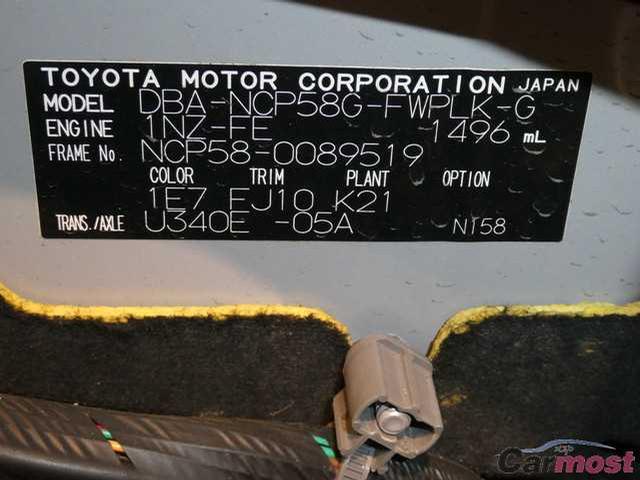 TOYOTA MOTOR CORPORATION JAPAN
MODEL DBA-NCP58G-FWPLK-G
ENGINE 1NZ-FE 1496 mL
FRAME No. NCP58-0089519
COLOR TRIM PLANT OPTION
1E7 FJ10 K21
TRANS./AXLE U340E -05A N158
Carmost